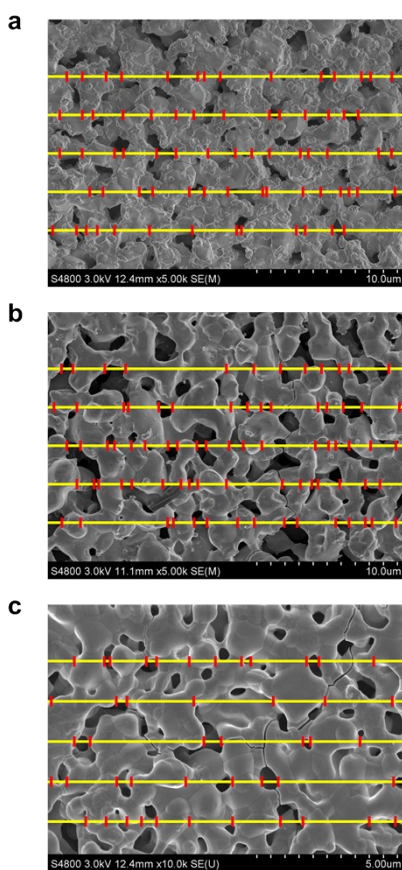 a
S4800 3.0kV 12.4mm x5.00k SE(M) 10.0um
b
S4800 3.0kV 11.1mm x5.00k SE(M) 10.0um
c
S4800 3.0kV 12.4mm x10.0k SE(U) 5.00um